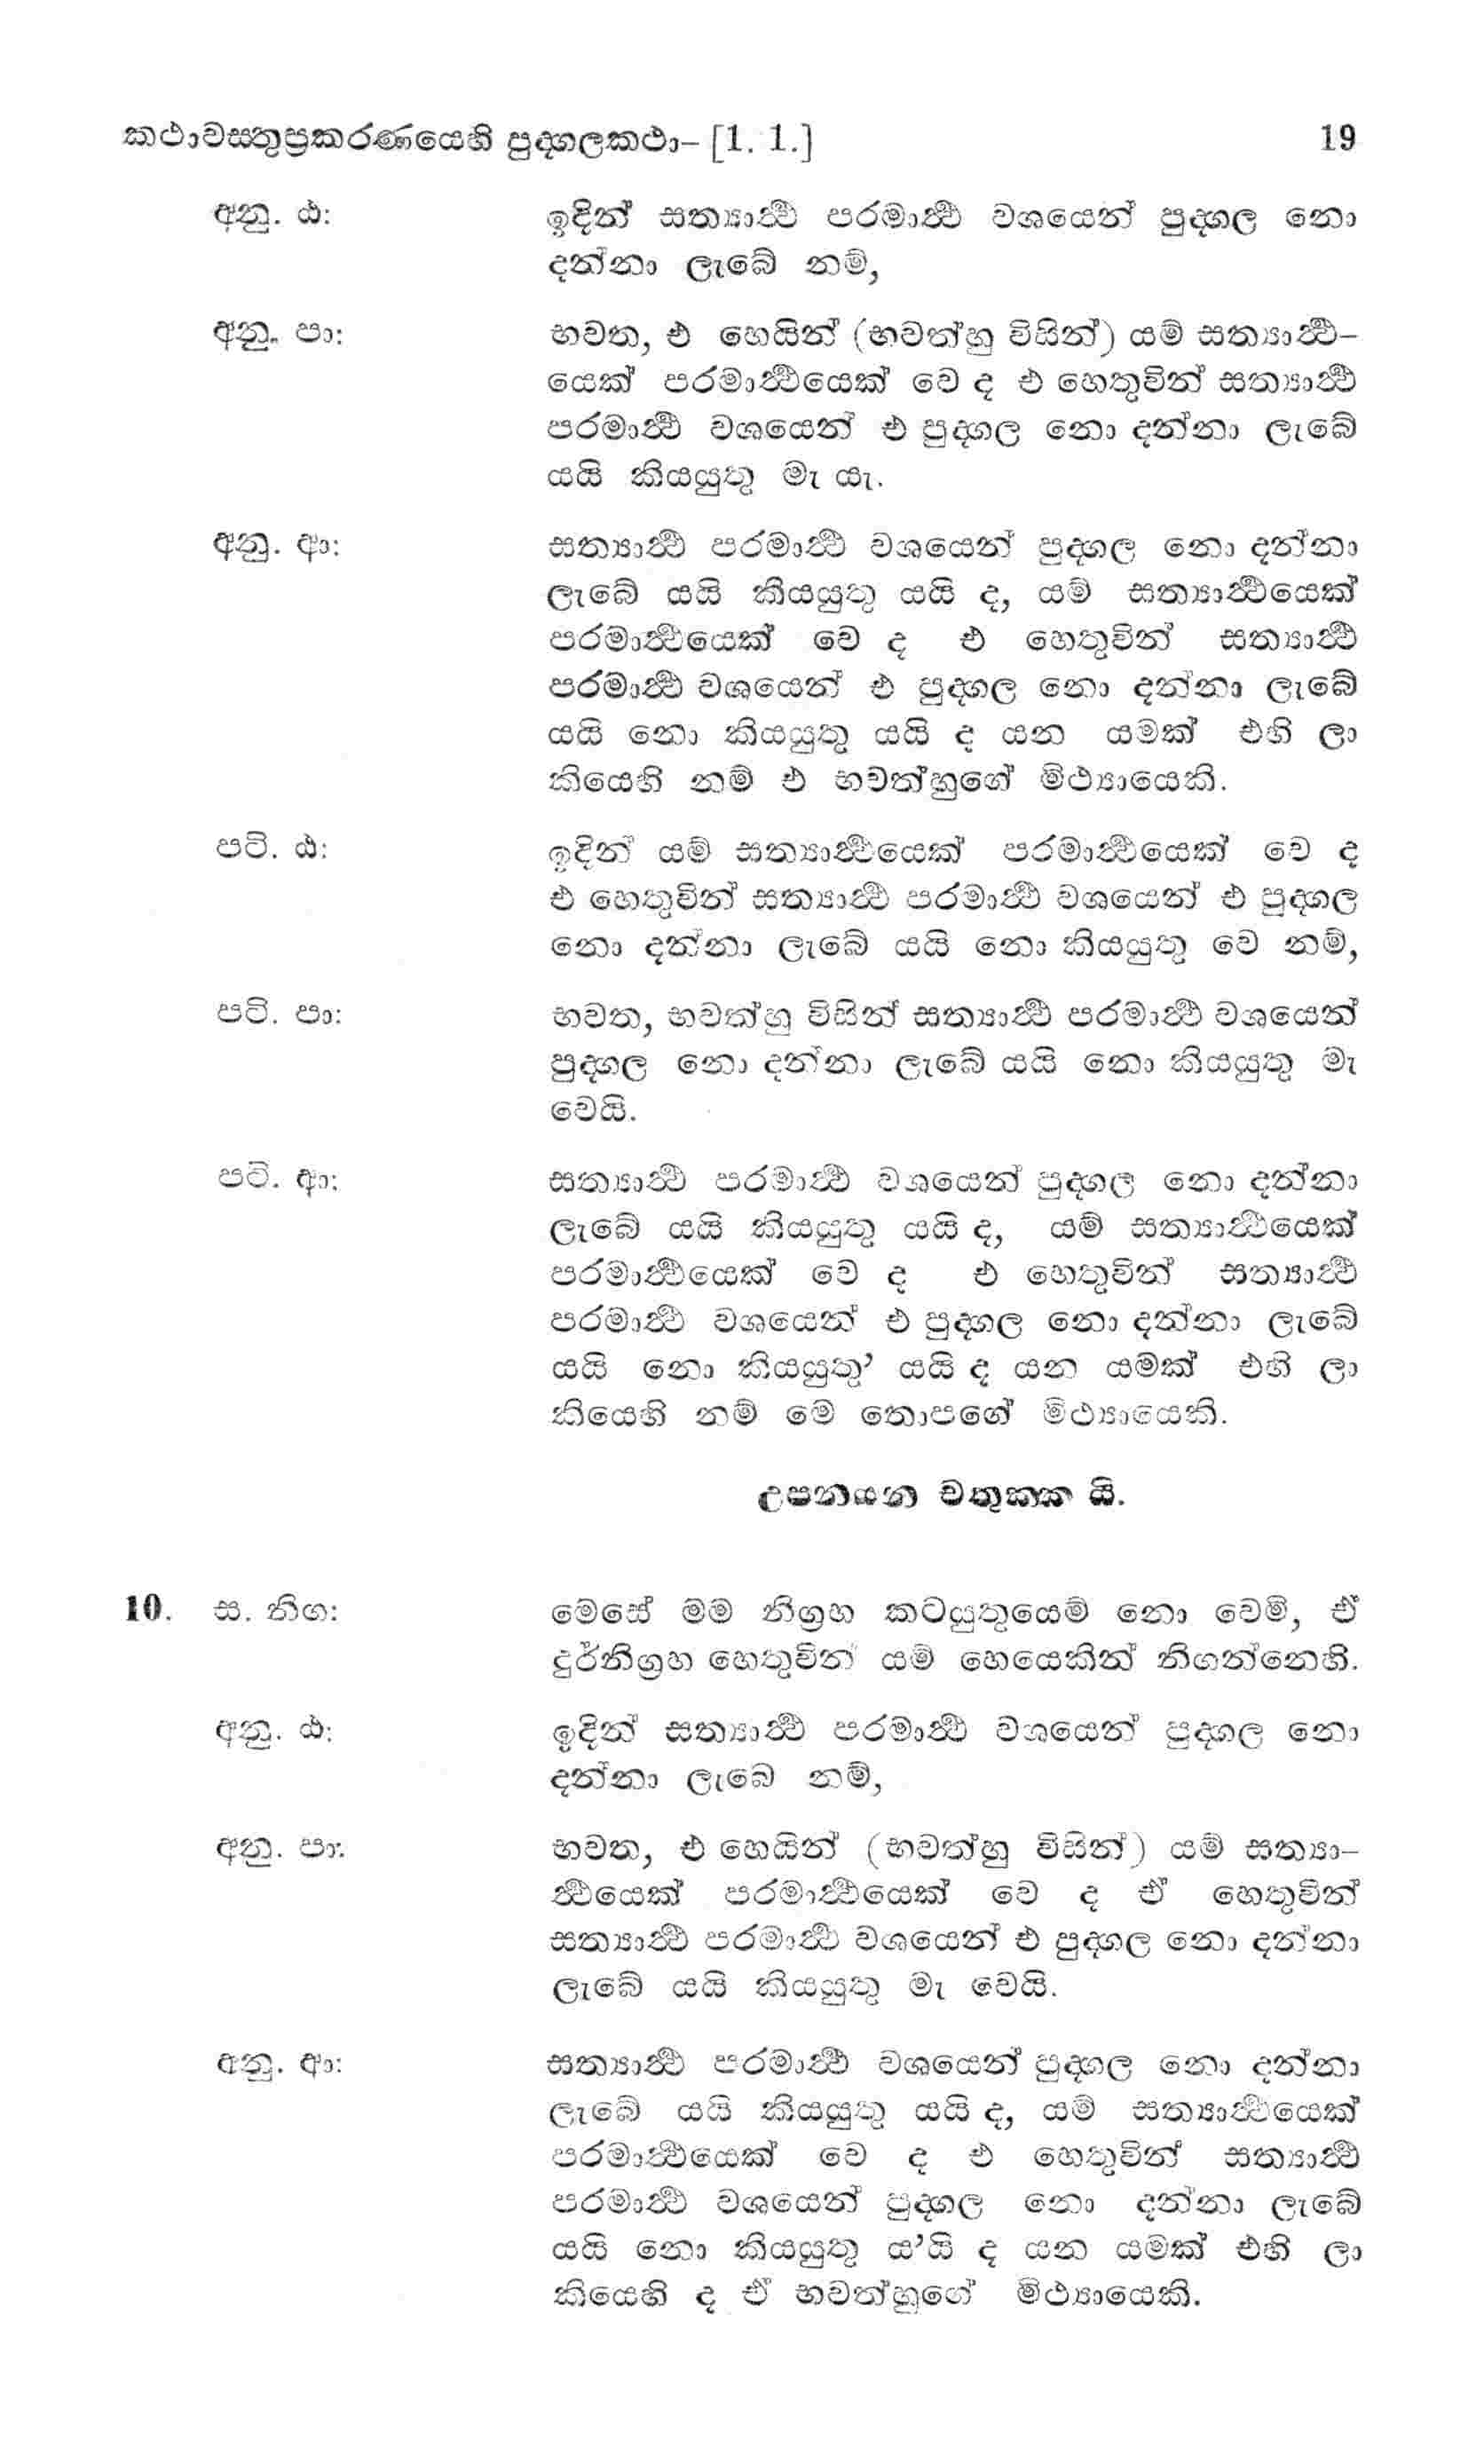 කථාවස්තුප්‍රකරණයෙහි පුද්ගලකථා– [1. 1.] 19
අනු. ඨ: ඉදින් සත්‍යාර්‍ථ පරමාර්‍ථ වශයෙන් පුද්ගල නො
දන්නා ලැබේ නම්,
අනු. පා: භවත, එ හෙයින් (භවත්හු විසින්) යම් සත්‍යාර්‍ථ–
යෙක් පරමාර්‍ථයෙක් වෙ ද එ හෙතුවින් සත්‍යාර්‍ථ
පරමාර්‍ථ වශයෙන් එ පුද්ගල නො දන්නා ලැබේ
යයි කියයුතු මැ යැ.
අනු. ආ: සත්‍යාර්‍ථ පරමාර්‍ථ වශයෙන් පුද්ගල නො දන්නා
ලැබේ යයි කියයුතු යයි ද, යම් සත්‍යාර්‍ථයෙක්
පරමාර්‍ථයෙක් වෙ ද එ හෙතුවින් සත්‍යාර්‍ථ
පරමාර්‍ථ වශයෙන් එ පුද්ගල නො දන්නා ලැබේ
යයි නො කියයුතු යයි ද යන යමක් එහි ලා
කියෙහි නම් එ භවත්හුගේ මිථ්‍යායෙකි.
පටි. ඨ: ඉදින් යම් සත්‍යාර්‍ථයෙක් පරමාර්‍ථයෙක් වෙ ද
එ හෙතුවින් සත්‍යාර්‍ථ පරමාර්‍ථ වශයෙන් එ පුද්ගල
නො දන්නා ලැබේ යයි නො කියයුතු වෙ නම්,
පටි. පා: භවත, භවත්හු විසින් සත්‍යාර්‍ථ පරමාර්‍ථ වශයෙන්
පුද්ගල නො දන්නා ලැබේ යයි නො කියයුතු මැ
වෙයි.
පටි. ආ: සත්‍යාර්‍ථ පරමාර්‍ථ වශයෙන් පුද්ගල නො දන්නා
ලැබේ යයි කියයුතු යයි ද, යම් සත්‍යාර්‍ථයෙක්
පරමාර්‍ථයෙක් වෙ ද එ හෙතුවින් සත්‍යාර්‍ථ
පරමාර්‍ථ වශයෙන් එ පුද්ගල නො දන්නා ලැබේ
යයි නො කියයුතු’ යයි ද යන යමක් එහි ලා
කියෙහි නම් මෙ තොපගේ මිථ්‍යායෙකි.
උපනයන චතුක්ක යි.
10. ස. නිග: මෙසේ මම නිග්‍රහ කටයුතුයෙම් නො වෙමි, ඒ
දුර්නිග්‍රහ හෙතුවින් යම් හෙයෙකින් නිගන්නෙහි.
අනු. ඨ: ඉදින් සත්‍යාර්‍ථ පරමාර්‍ථ වශයෙන් පුද්ගල නො
දන්නා ලැබෙ නම්,
අනු. පා: භවත, එ හෙයින් (භවත්හු විසින්) යම් සත්‍යා–
ර්‍ථයෙක් පරමාර්‍ථයෙක් වෙ ද ඒ හෙතුවින්
සත්‍යාර්‍ථ පරමාර්‍ථ වශයෙන් එ පුද්ගල නො දන්නා
ලැබේ යයි කියයුතු මැ වෙයි.
අනු. ආ: සත්‍යාර්‍ථ පරමාර්‍ථ වශයෙන් පුද්ගල නො දන්නා
ලැබේ යයි කියයුතු යයි ද, යම් සත්‍යාර්‍ථයෙක්
පරමාර්‍ථයෙක් වෙ ද එ හෙතුවින් සත්‍යාර්‍ථ
පරමාර්‍ථ වශයෙන් පුද්ගල නො දන්නා ලැබේ
යයි නො කියයුතු ය’යි ද යන යමක් එහි ලා
කියෙහි ද ඒ භවත්හුගේ මිථ්‍යායෙකි.